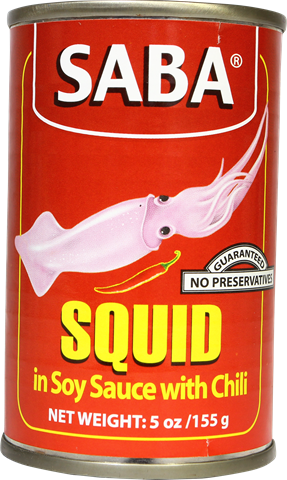 SABA®
GUARANTEED
NO PRESERVATIVES
SQUID
in Soy Sauce with Chili
NET WEIGHT: 5 oz /155 g